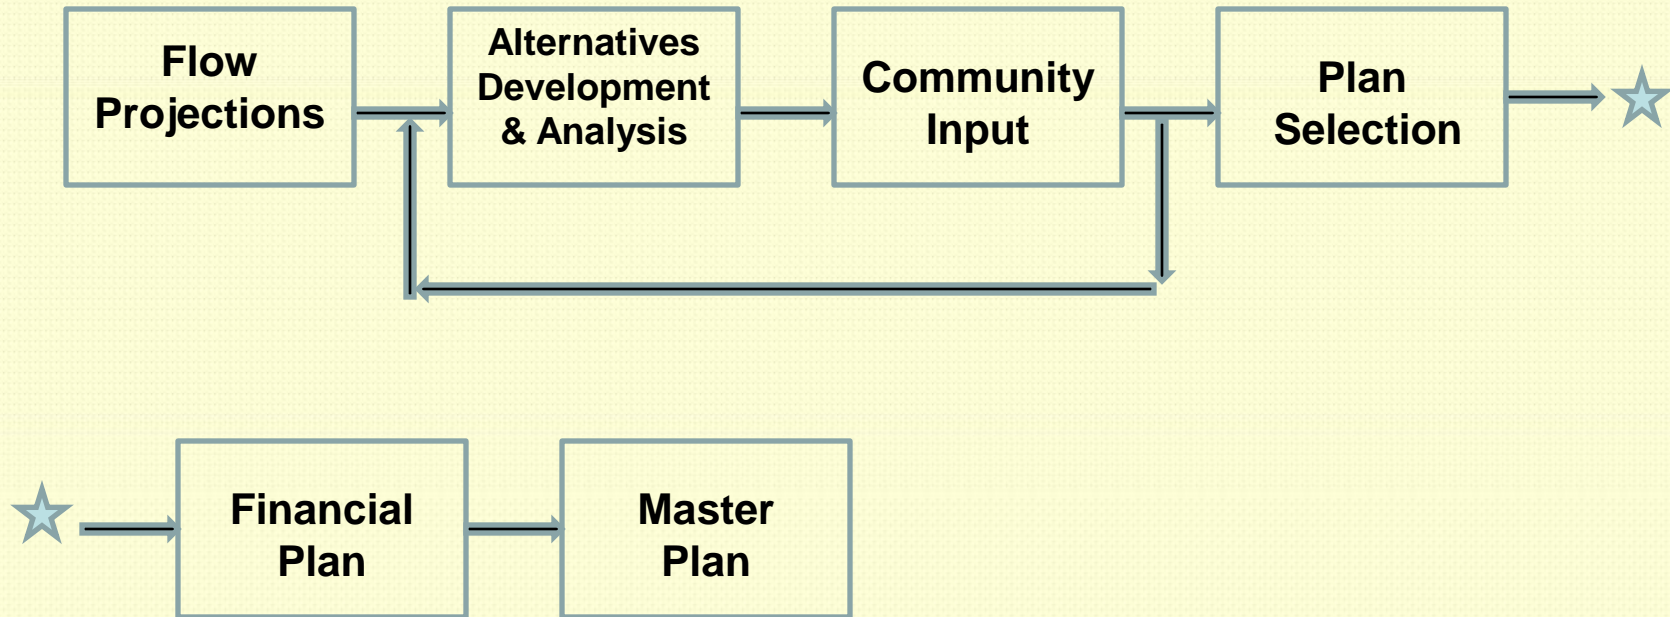 Flow
Projections
Alternatives
Development
& Analysis
Community
Input
Plan
Selection
Financial
Plan
Master
Plan